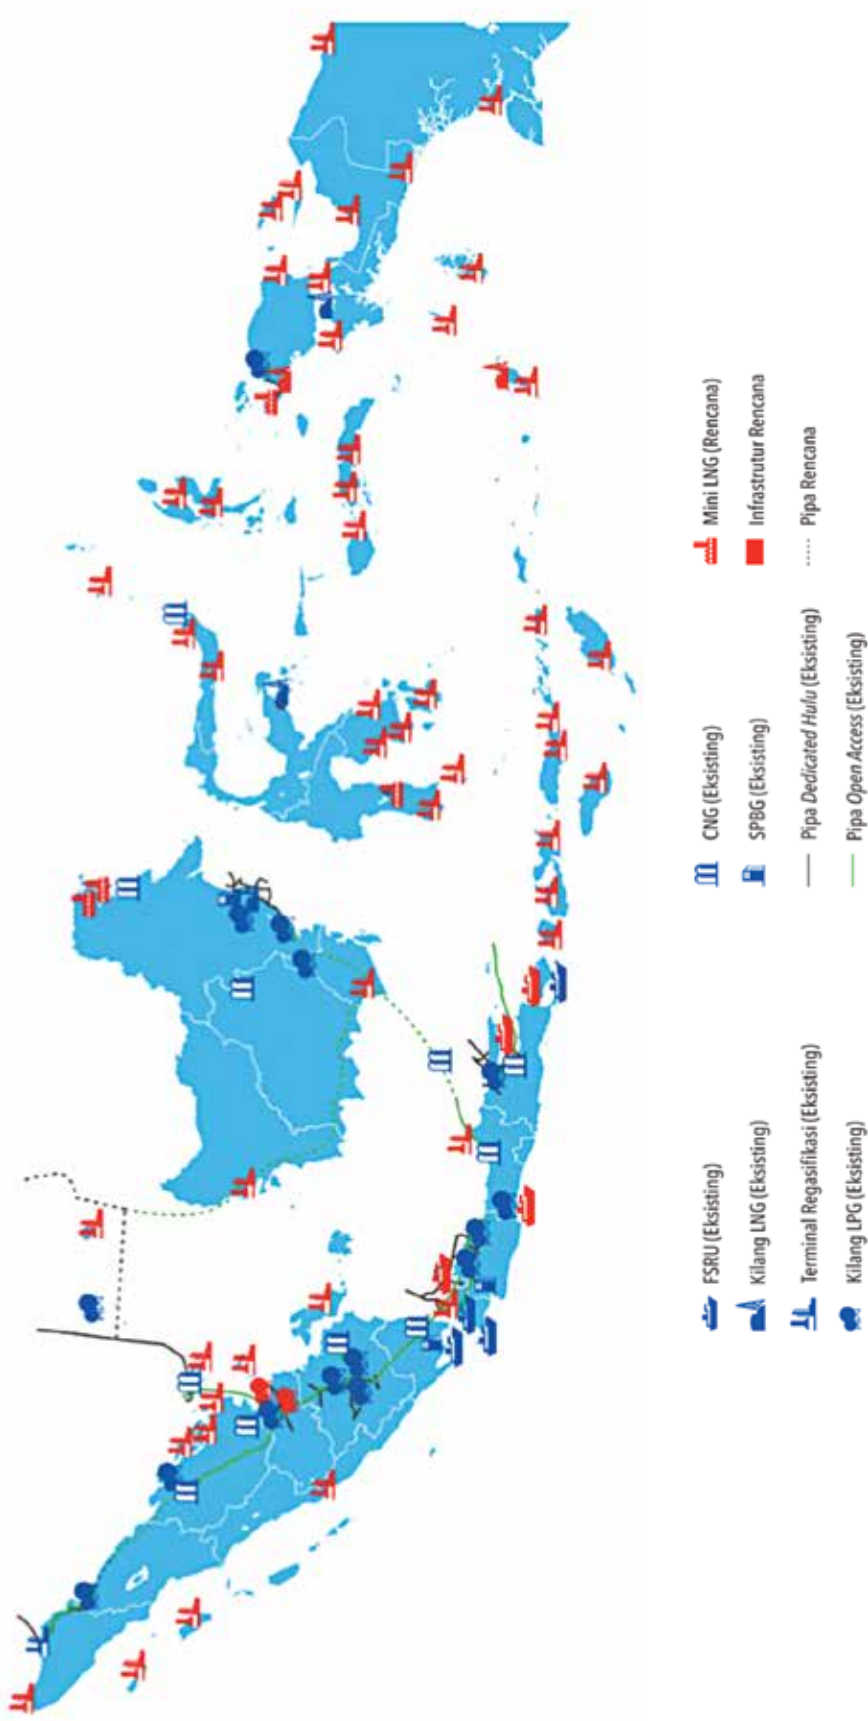 FSRU (Eksisting)
Kilang LNG (Eksisting)
Terminal Regasifikasi (Eksisting)
Kilang LPG (Eksisting)
CNG (Eksisting)
SPBG (Eksisting)
Pipa Dedicated Hulu (Eksisting)
Pipa Open Access (Eksisting)
Mini LNG (Rencana)
Infrastrutur Rencana
Pipa Rencana